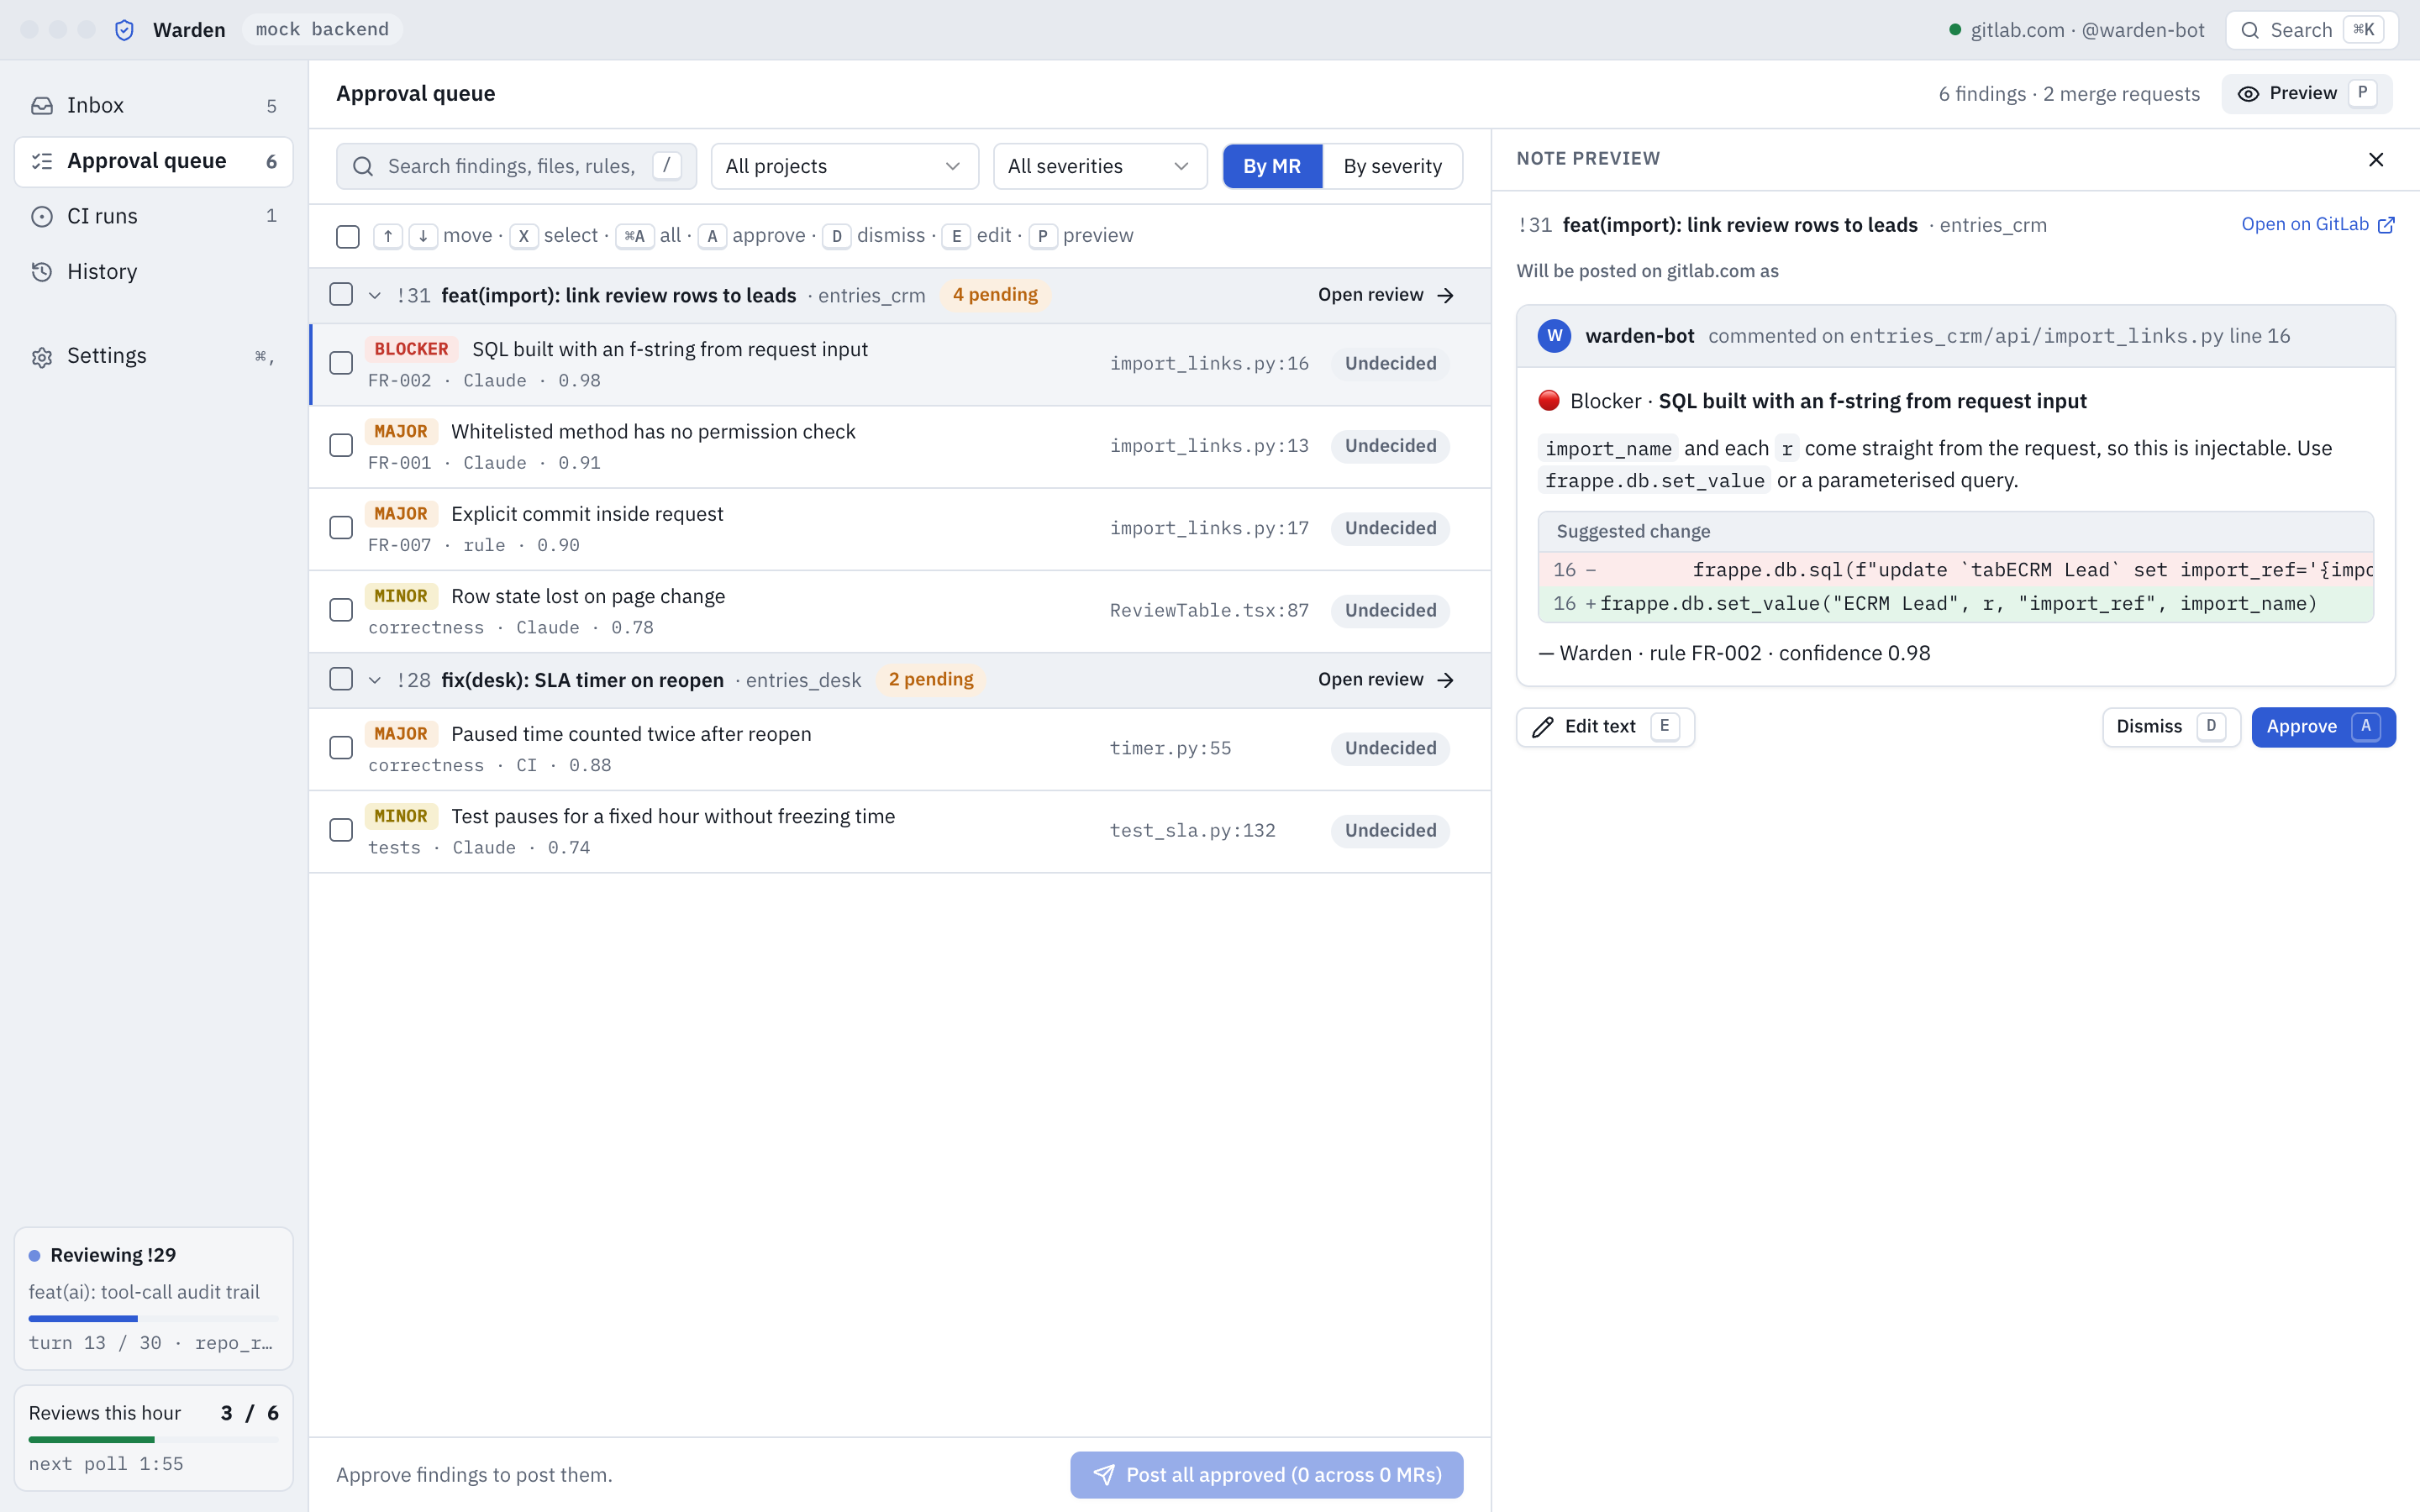 Warden mock backend
gitlab.com · @warden-bot
Search ⌘K
Inbox 5
Approval queue 6
CI runs 1
History
Settings ⌘,
Reviewing !29
feat(ai): tool-call audit trail
turn 13 / 30 · repo_r…
Reviews this hour 3 / 6
next poll 1:55
Approval queue
6 findings · 2 merge requests
Preview P
Search findings, files, rules, /
All projects
All severities
By MR
By severity
↑ ↓ move · X select · ⌘A all · A approve · D dismiss · E edit · P preview
!31 feat(import): link review rows to leads · entries_crm 4 pending Open review →
BLOCKER SQL built with an f-string from request input
FR-002 · Claude · 0.98
import_links.py:16 Undecided
MAJOR Whitelisted method has no permission check
FR-001 · Claude · 0.91
import_links.py:13 Undecided
MAJOR Explicit commit inside request
FR-007 · rule · 0.90
import_links.py:17 Undecided
MINOR Row state lost on page change
correctness · Claude · 0.78
ReviewTable.tsx:87 Undecided
!28 fix(desk): SLA timer on reopen · entries_desk 2 pending Open review →
MAJOR Paused time counted twice after reopen
correctness · CI · 0.88
timer.py:55 Undecided
MINOR Test pauses for a fixed hour without freezing time
tests · Claude · 0.74
test_sla.py:132 Undecided
Approve findings to post them.
Post all approved (0 across 0 MRs)
NOTE PREVIEW
!31 feat(import): link review rows to leads · entries_crm
Open on GitLab
Will be posted on gitlab.com as
W warden-bot commented on entries_crm/api/import_links.py line 16
Blocker · SQL built with an f-string from request input
import_name and each r come straight from the request, so this is injectable. Use
frappe.db.set_value or a parameterised query.
Suggested change
16 − frappe.db.sql(f"update `tabECRM Lead` set import_ref='{impo
16 + frappe.db.set_value("ECRM Lead", r, "import_ref", import_name)
— Warden · rule FR-002 · confidence 0.98
Edit text E
Dismiss D
Approve A